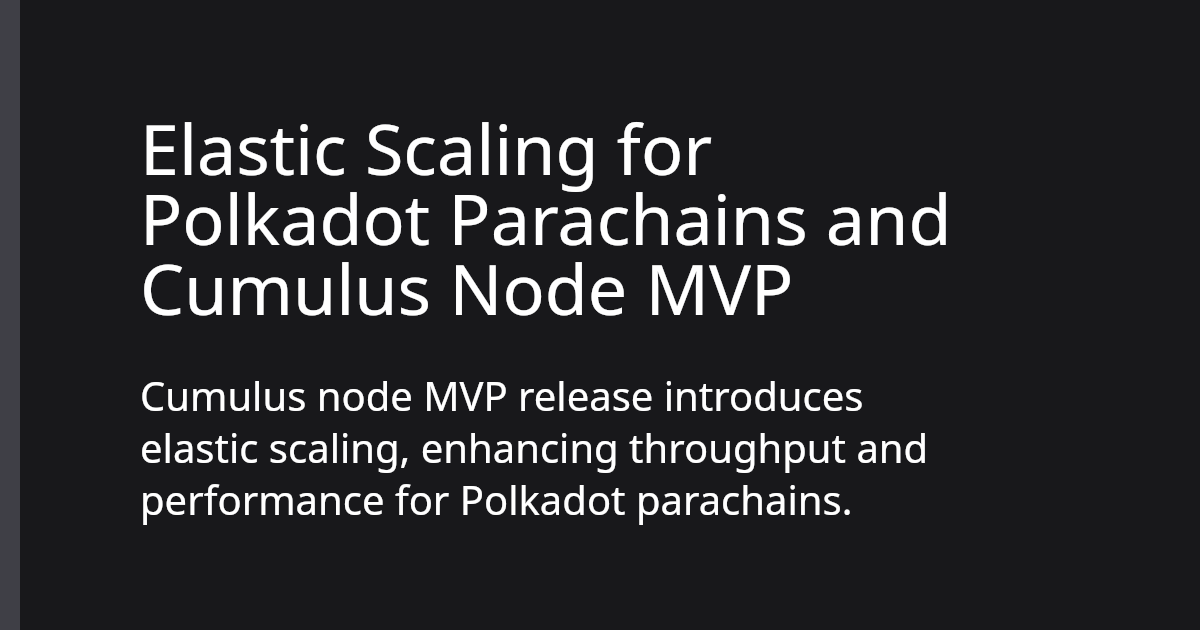 Elastic Scaling for
Polkadot Parachains and
Cumulus Node MVP
Cumulus node MVP release introduces
elastic scaling, enhancing throughput and
performance for Polkadot parachains.